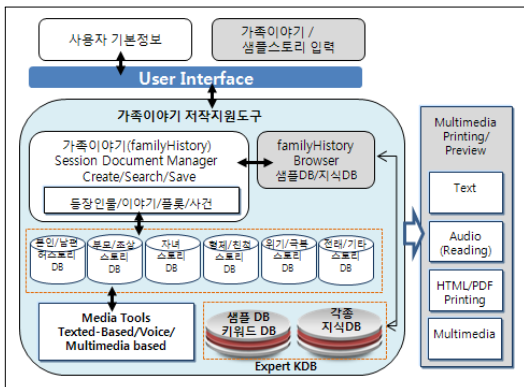 사용자 기본정보
가족이야기 /
샘플스토리 입력
User Interface
가족이야기 저작지원도구
가족이야기(familyHistory)
Session Document Manager
Create/Search/Save
등장인물/이야기/플롯/사건
familyHistory
Browser
샘플DB/지식DB
본인/남편
허스토리
DB
부모/조상
스토리
DB
자녀
스토리
DB
형제/친척
스토리
DB
위기/극복
스토리
DB
전래/기타
스토리
DB
Media Tools
Texted-Based/Voice/
Multimedia based
샘플 DB
키워드 DB
각종
지식DB
Expert KDB
Multimedia
Printing/
Preview
Text
Audio
(Reading)
HTML/PDF
Printing
Multimedia